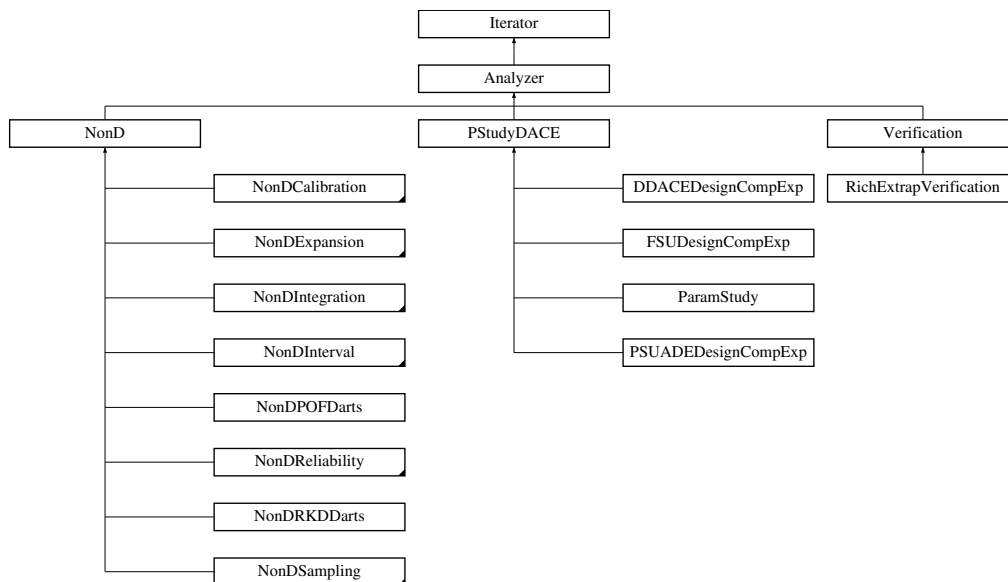 Iterator
Analyzer
NonD PStudyDACE Verification
NonDCalibration DDACEDesignCompExp RichExtrapVerification
NonDExpansion FSUDesignCompExp
NonDIntegration ParamStudy
NonDInterval PSUADEDesignCompExp
NonDPOFDarts
NonDReliability
NonDRKDDarts
NonDSampling